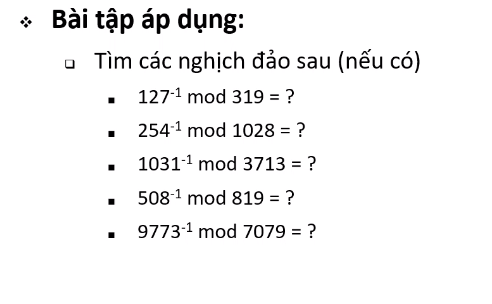 ❖ Bài tập áp dụng:
❑ Tìm các nghịch đảo sau (nếu có)
▪ 127⁻¹ mod 319 = ?
▪ 254⁻¹ mod 1028 = ?
▪ 1031⁻¹ mod 3713 = ?
▪ 508⁻¹ mod 819 = ?
▪ 9773⁻¹ mod 7079 = ?